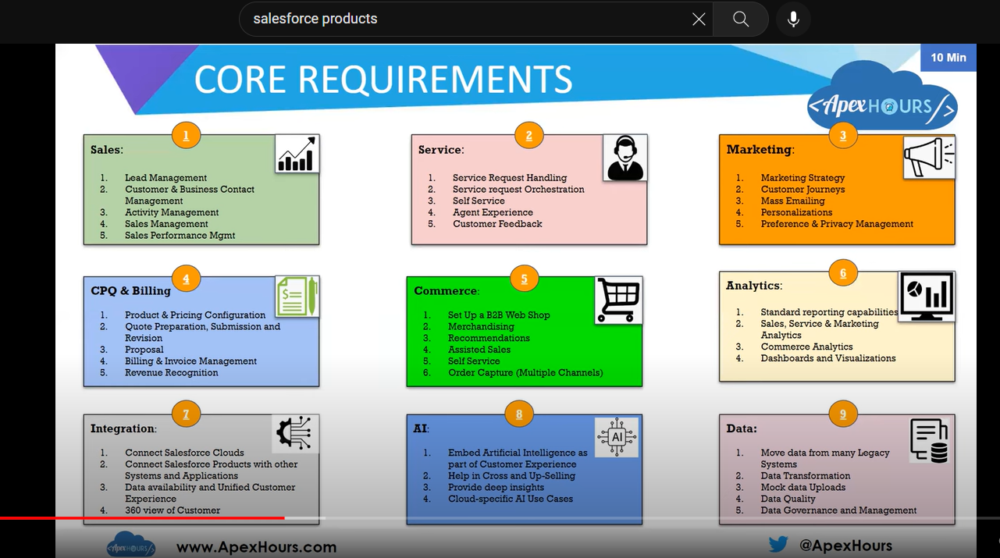 salesforce products
CORE REQUIREMENTS
10 Min
<ApexHOURS/>
1
Sales:
1. Lead Management
2. Customer & Business Contact
Management
3. Activity Management
4. Sales Management
5. Sales Performance Mgmt
2
Service:
1. Service Request Handling
2. Service request Orchestration
3. Self Service
4. Agent Experience
5. Customer Feedback
3
Marketing:
1. Marketing Strategy
2. Customer Journeys
3. Mass Emailing
4. Personalizations
5. Preference & Privacy Management
4
CPQ & Billing
1. Product & Pricing Configuration
2. Quote Preparation, Submission and
Revision
3. Proposal
4. Billing & Invoice Management
5. Revenue Recognition
5
Commerce:
1. Set Up a B2B Web Shop
2. Merchandising
3. Recommendations
4. Assisted Sales
5. Self Service
6. Order Capture (Multiple Channels)
6
Analytics:
1. Standard reporting capabilities
2. Sales, Service & Marketing
Analytics
3. Commerce Analytics
4. Dashboards and Visualizations
7
Integration:
1. Connect Salesforce Clouds
2. Connect Salesforce Products with other
Systems and Applications
3. Data availability and Unified Customer
Experience
4. 360 view of Customer
8
AI:
AI
1. Embed Artificial Intelligence as
part of Customer Experience
2. Help in Cross and Up-Selling
3. Provide deep insights
4. Cloud-specific AI Use Cases
9
Data:
1. Move data from many Legacy
Systems
2. Data Transformation
3. Mock data Uploads
4. Data Quality
5. Data Governance and Management
<ApexHOURS/>
www.ApexHours.com
@ApexHours